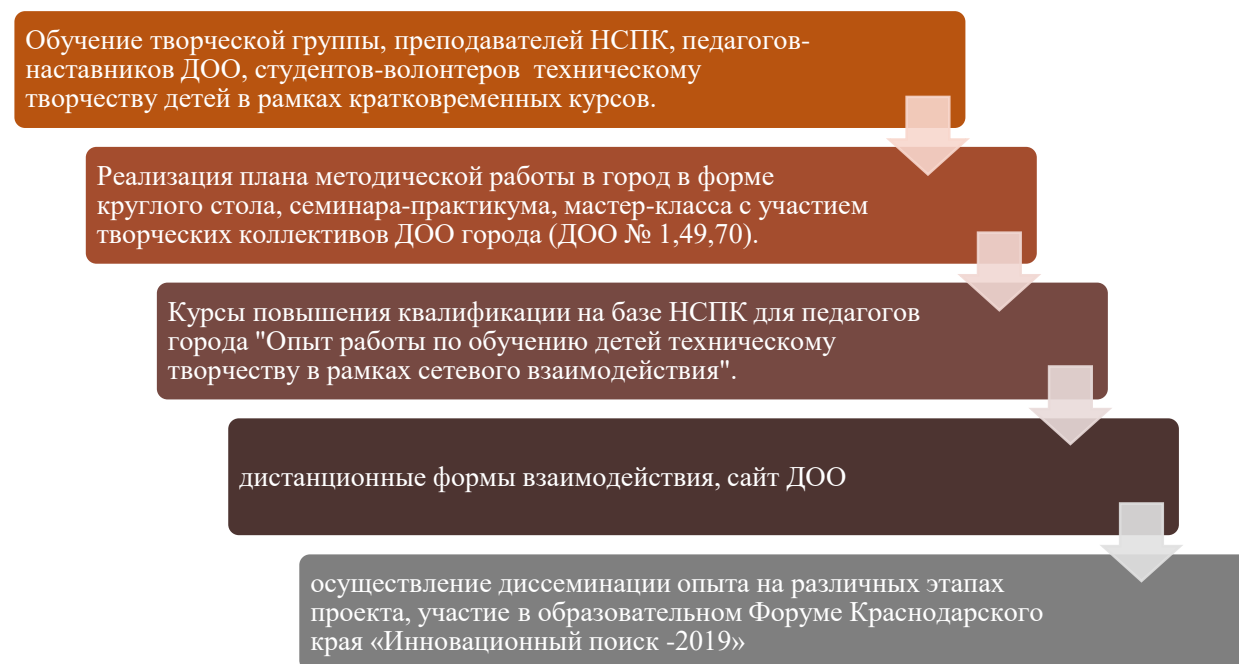 Обучение творческой группы, преподавателей НСПК, педагогов-
наставников ДОО, студентов-волонтеров техническому
творчеству детей в рамках кратковременных курсов.
Реализация плана методической работы в город в форме
круглого стола, семинара-практикума, мастер-класса с участием
творческих коллективов ДОО города (ДОО № 1,49,70).
Курсы повышения квалификации на базе НСПК для педагогов
города "Опыт работы по обучению детей техническому
творчеству в рамках сетевого взаимодействия".
дистанционные формы взаимодействия, сайт ДОО
осуществление диссеминации опыта на различных этапах
проекта, участие в образовательном Форуме Краснодарского
края «Инновационный поиск -2019»